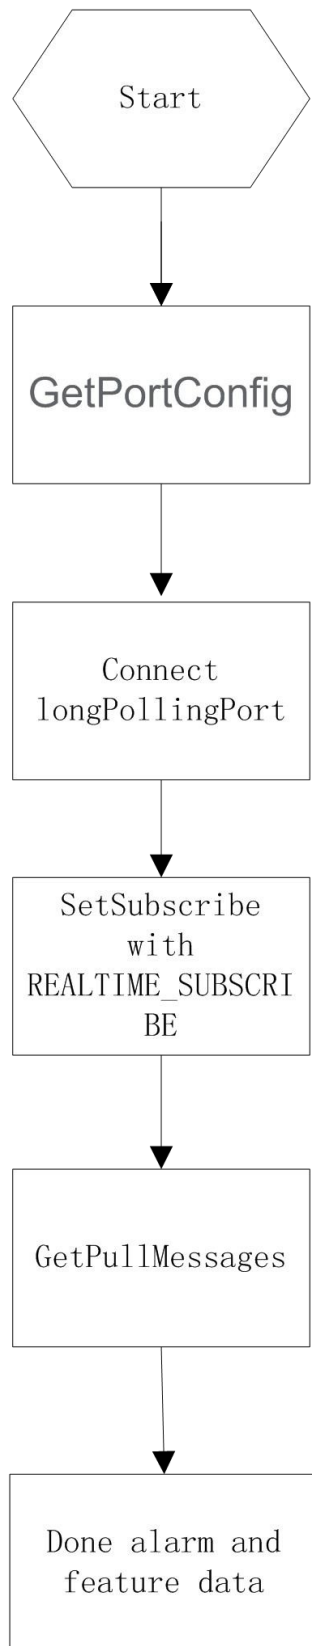 Start
GetPortConfig
Connect
longPollingPort
SetSubscribe
with
REALTIME_SUBSCRI
BE
GetPullMessages
Done alarm and
feature data